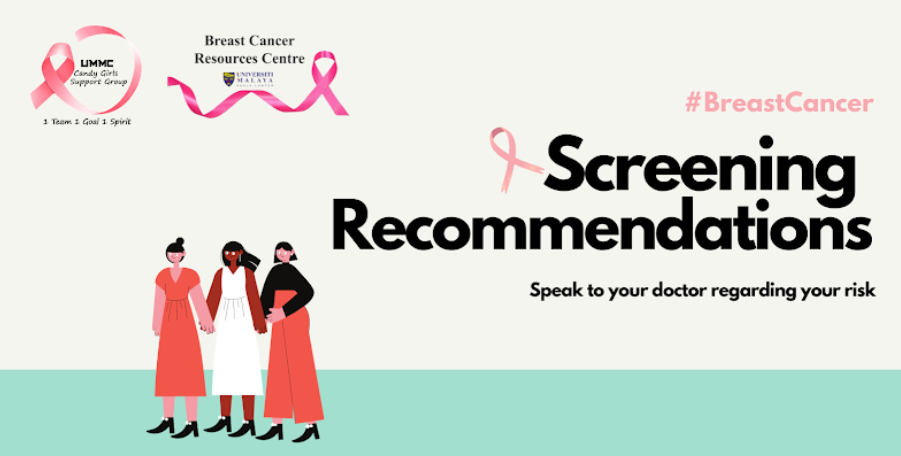 UMMC
Candy Girls
Support Group
1 Team 1 Goal 1 Spirit
Breast Cancer
Resources Centre
UNIVERSITI
MALAYA
#BreastCancer
Screening
Recommendations
Speak to your doctor regarding your risk